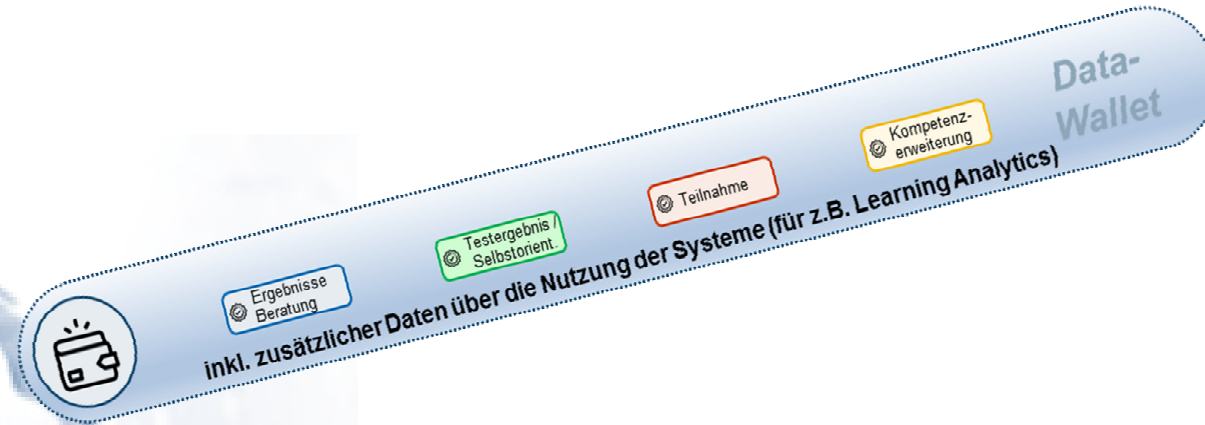 Data-
Wallet
Kompetenz-
erweiterung
Teilnahme
Testergebnis /
Selbstorient.
Ergebnisse
Beratung
inkl. zusätzlicher Daten über die Nutzung der Systeme (für z.B. Learning Analytics)